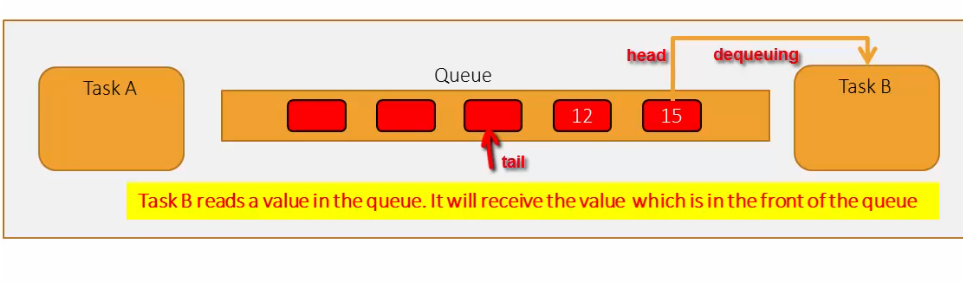 head
dequeuing
Task A
Queue
Task B
12
15
tail
Task B reads a value in the queue. It will receive the value which is in the front of the queue